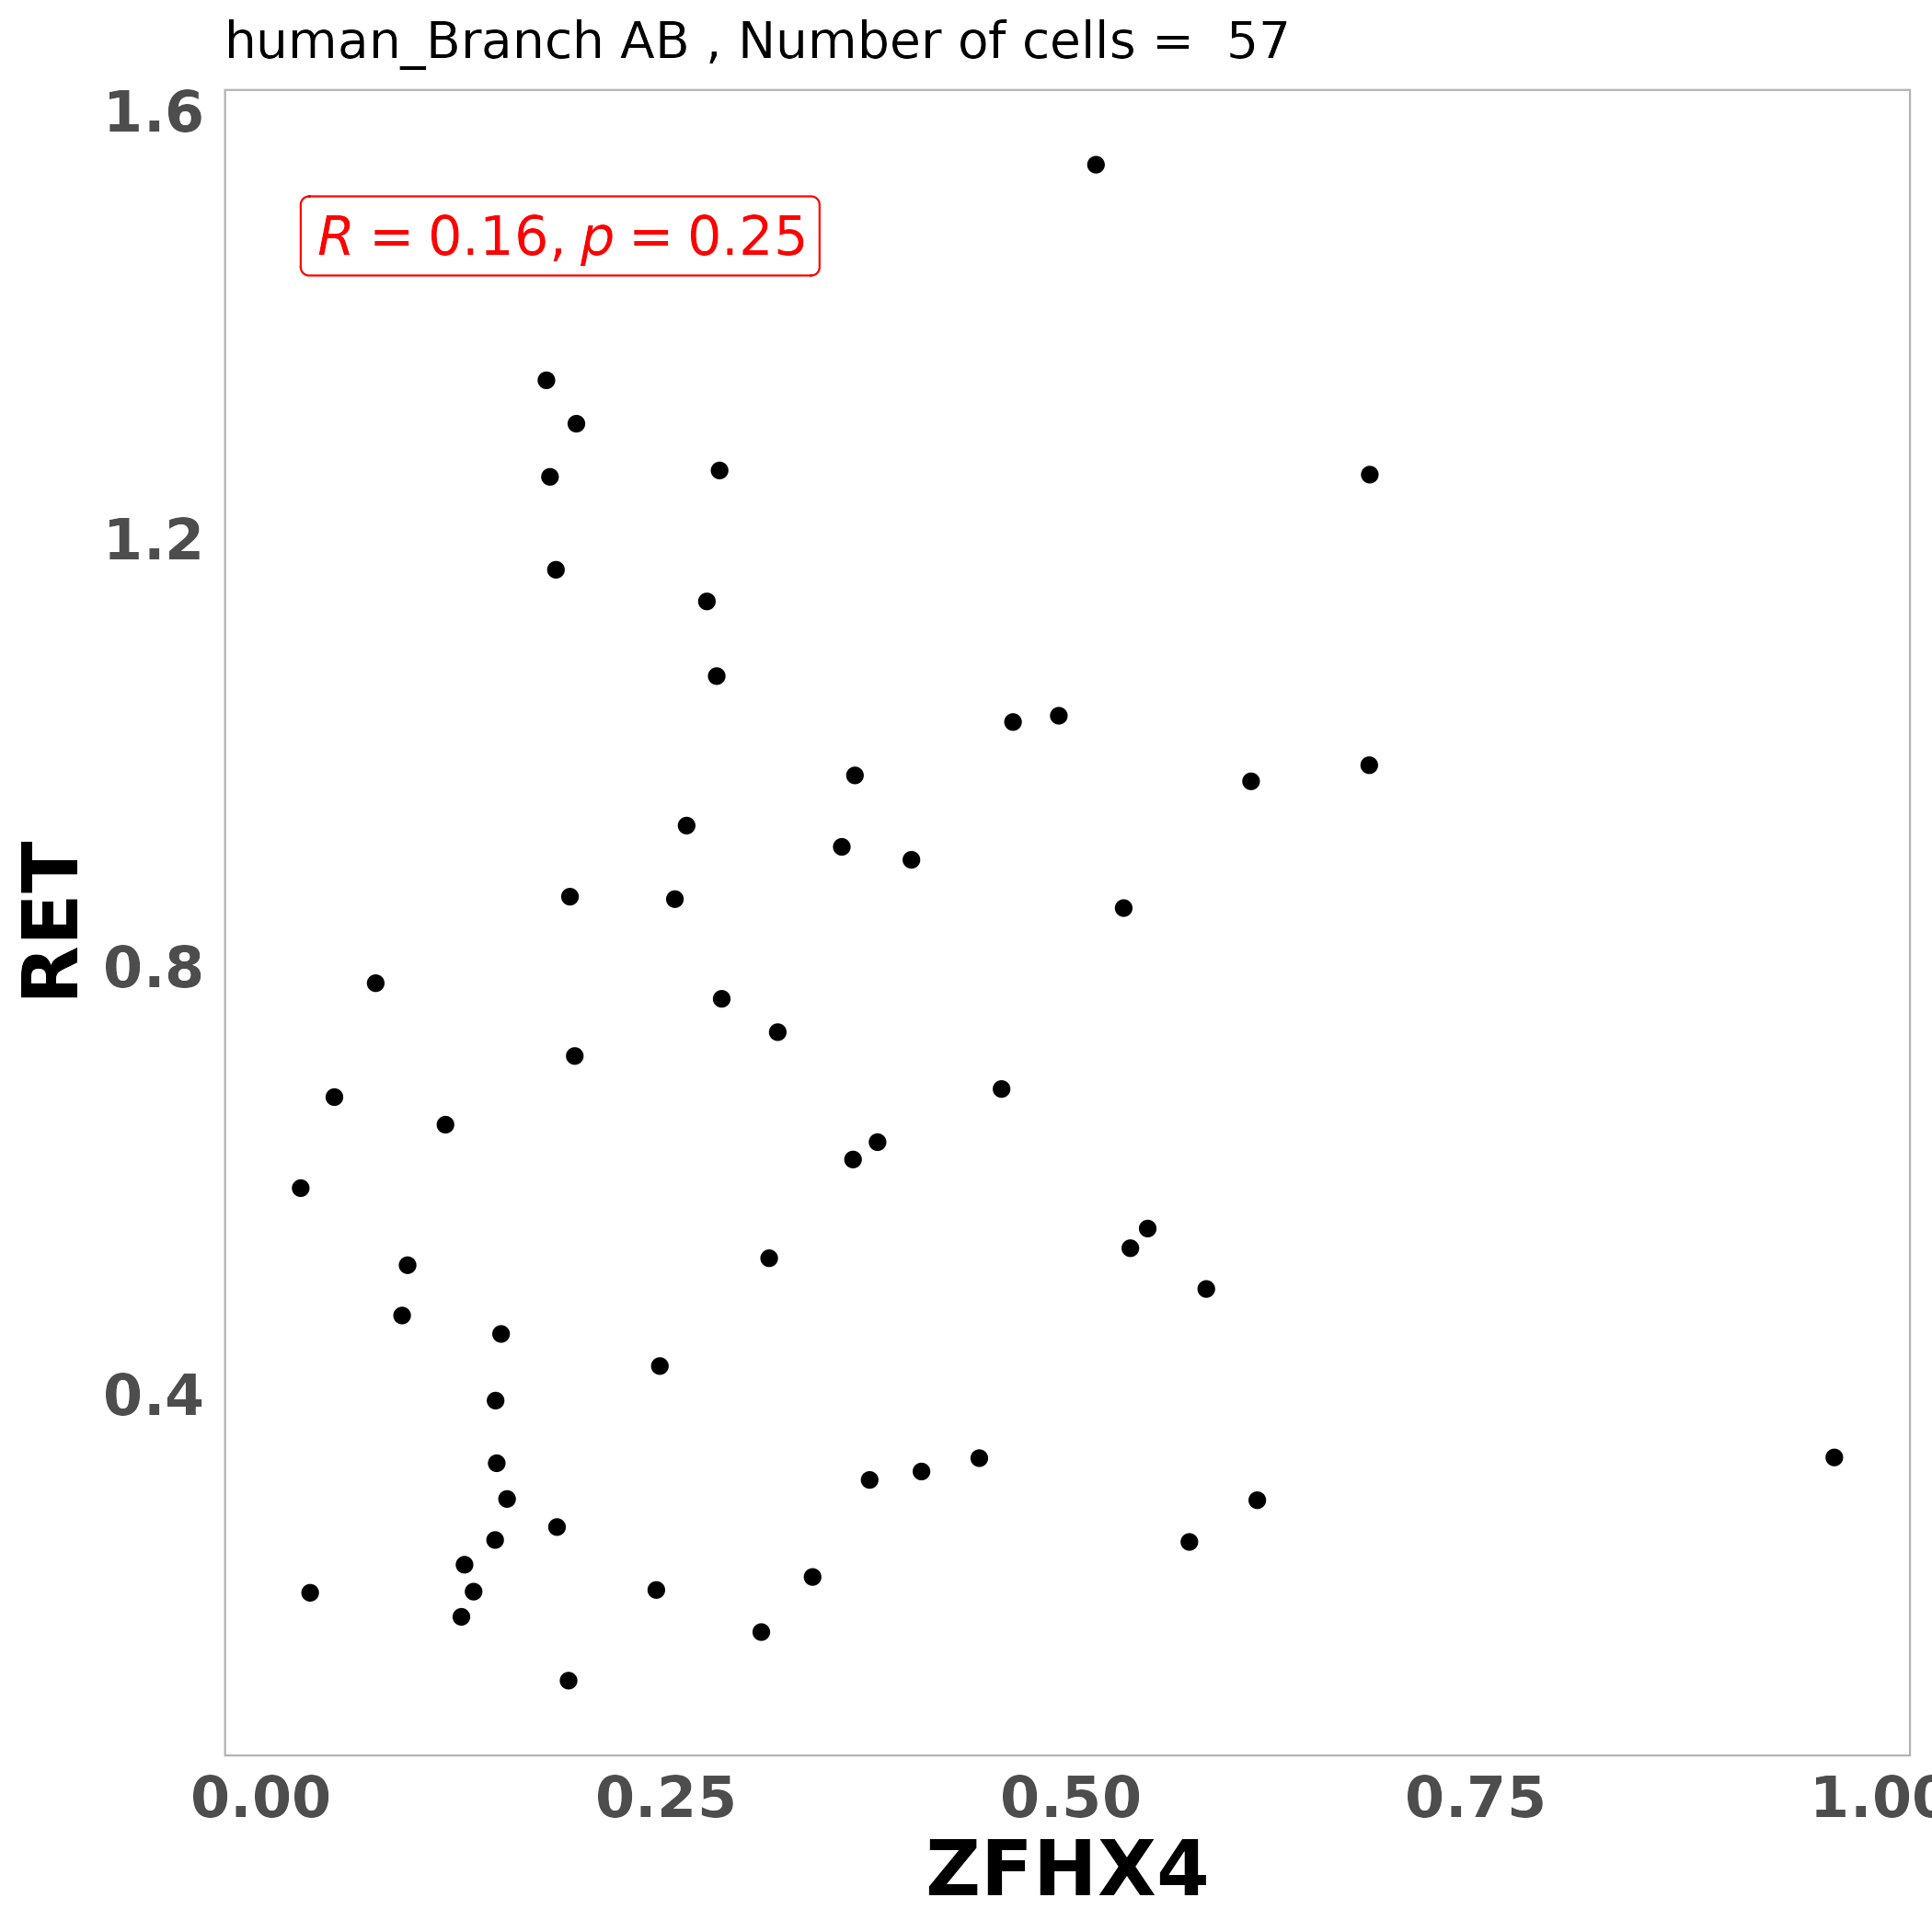 human_Branch AB , Number of cells =  57
1.6
R = 0.16, p = 0.25
1.2
RET
0.8
0.4
0.00 0.25 0.50 0.75 1.00
ZFHX4